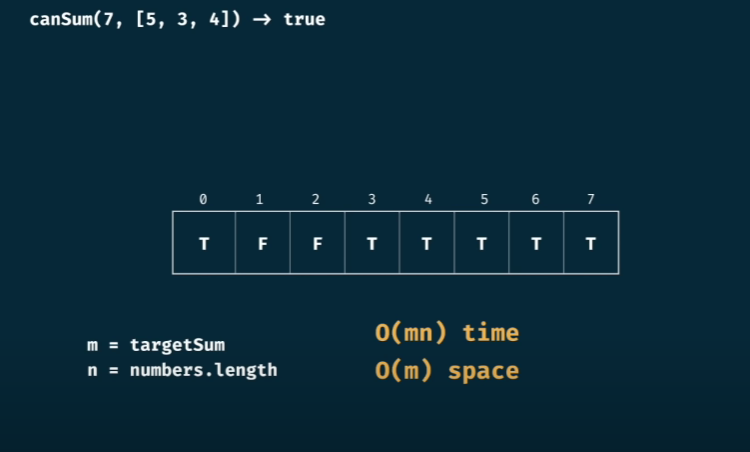 canSum(7, [5, 3, 4]) → true
0 1 2 3 4 5 6 7
T F F T T T T T
m = targetSum
n = numbers.length
O(mn) time
O(m) space